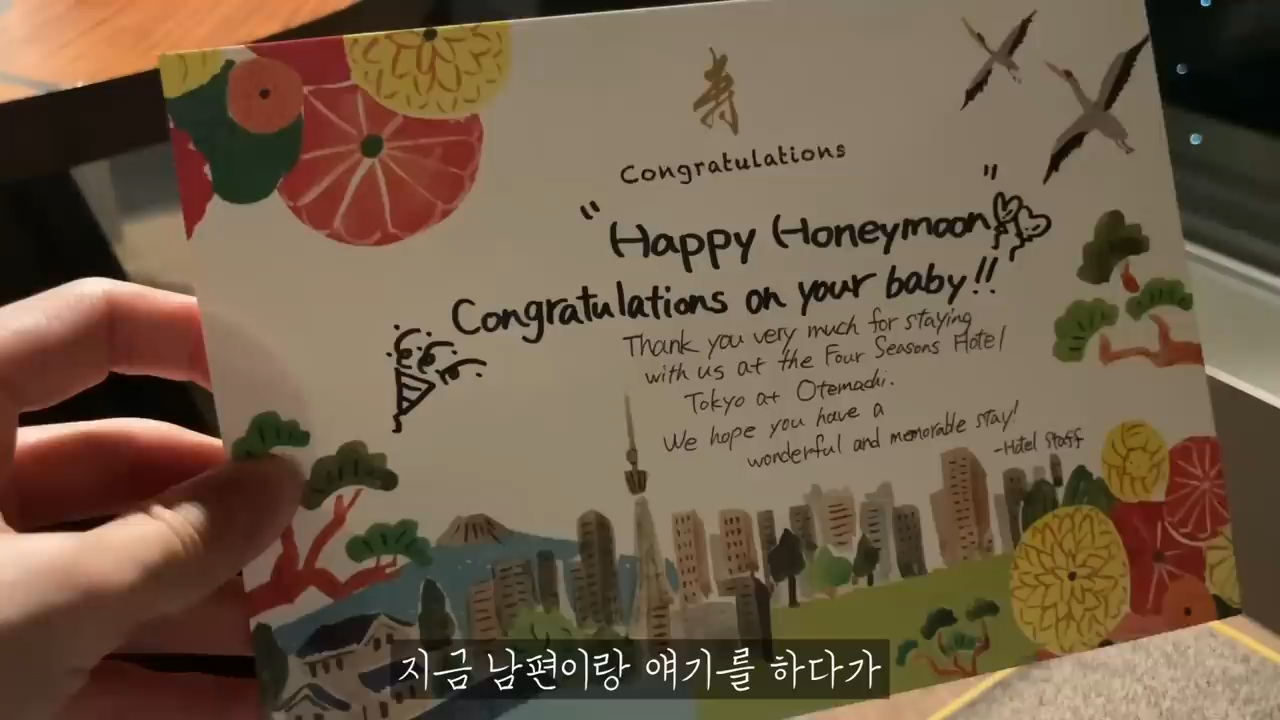 寿
Congratulations
"Happy Honeymoon"
Congratulations on your baby!!
Thank you very much for staying
with us at the Four Seasons Hotel
Tokyo at Otemachi.
We hope you have a
wonderful and memorable stay!
-Hotel Staff
지금 남편이랑 얘기를 하다가